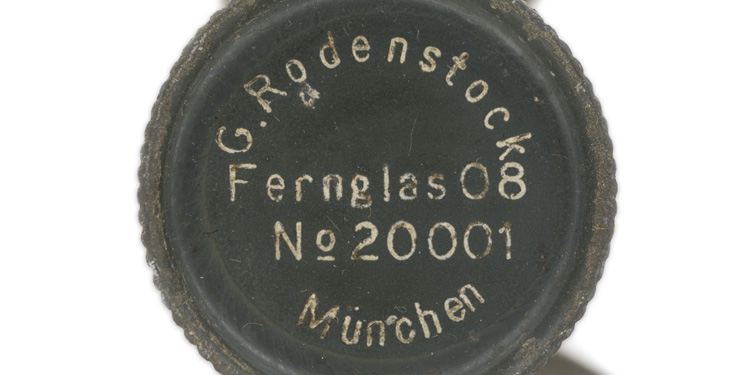 G. Rodenstock
Fernglas 08
No 20001
München